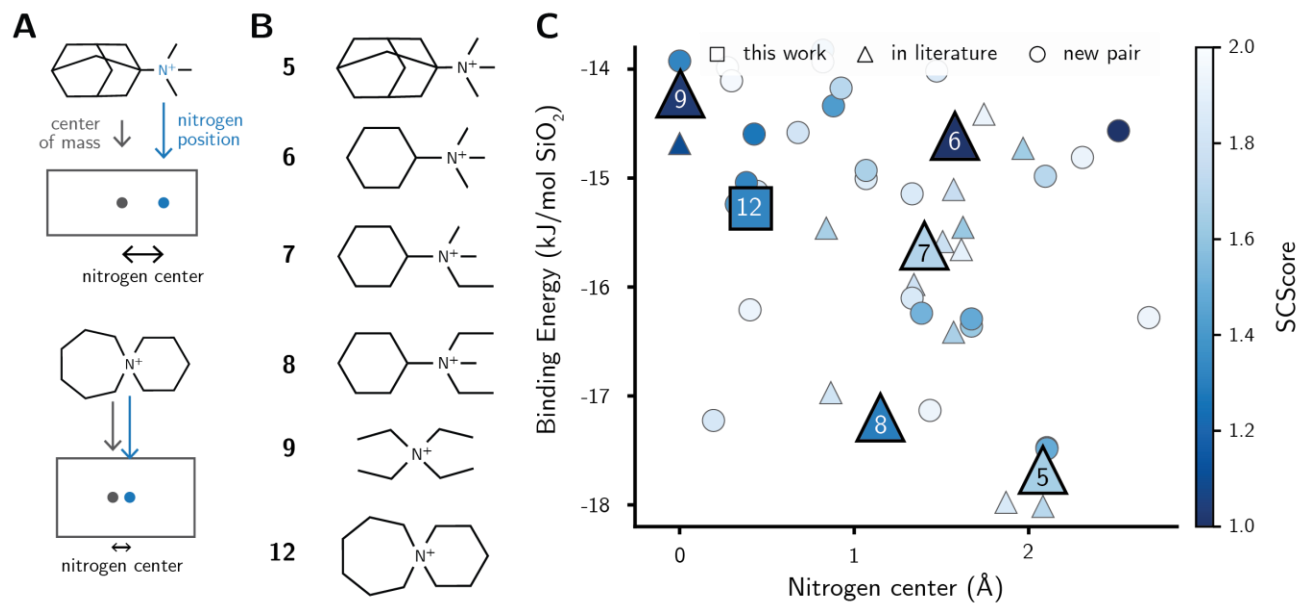 A
N⁺
center
of mass
nitrogen
position
nitrogen center
N⁺
nitrogen center
B
5
N⁺
6
N⁺
7
N⁺
8
N⁺
9
N⁺
12
N⁺
C
this work
in literature
new pair
Binding Energy (kJ/mol SiO₂)
-14
-15
-16
-17
-18
9
6
12
7
8
5
0
1
2
Nitrogen center (Å)
2.0
1.8
1.6
1.4
1.2
1.0
SCScore